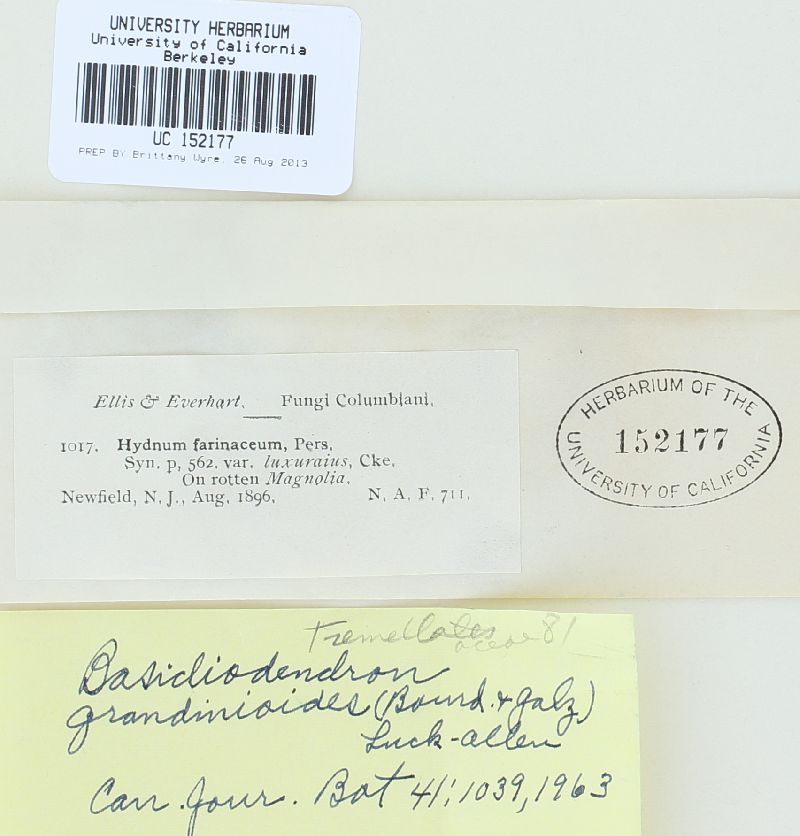 UNIVERSITY HERBARIUM
University of California
Berkeley
UC 152177
PREP BY Brittany Wyre, 26 Aug 2013
Ellis & Everhart. Fungi Columbiani.
1017. Hydnum farinaceum, Pers.
Syn. p, 562. var. luxuraius, Cke.
On rotten Magnolia.
Newfield, N. J., Aug. 1896. N. A. F. 711.
HERBARIUM OF THE
152177
UNIVERSITY OF CALIFORNIA
Tremellales 81
aceae
Basidiodendron
grandinioides (Bourd. & Galz)
Luck-Allen
Can. Jour. Bot 41: 1039, 1963